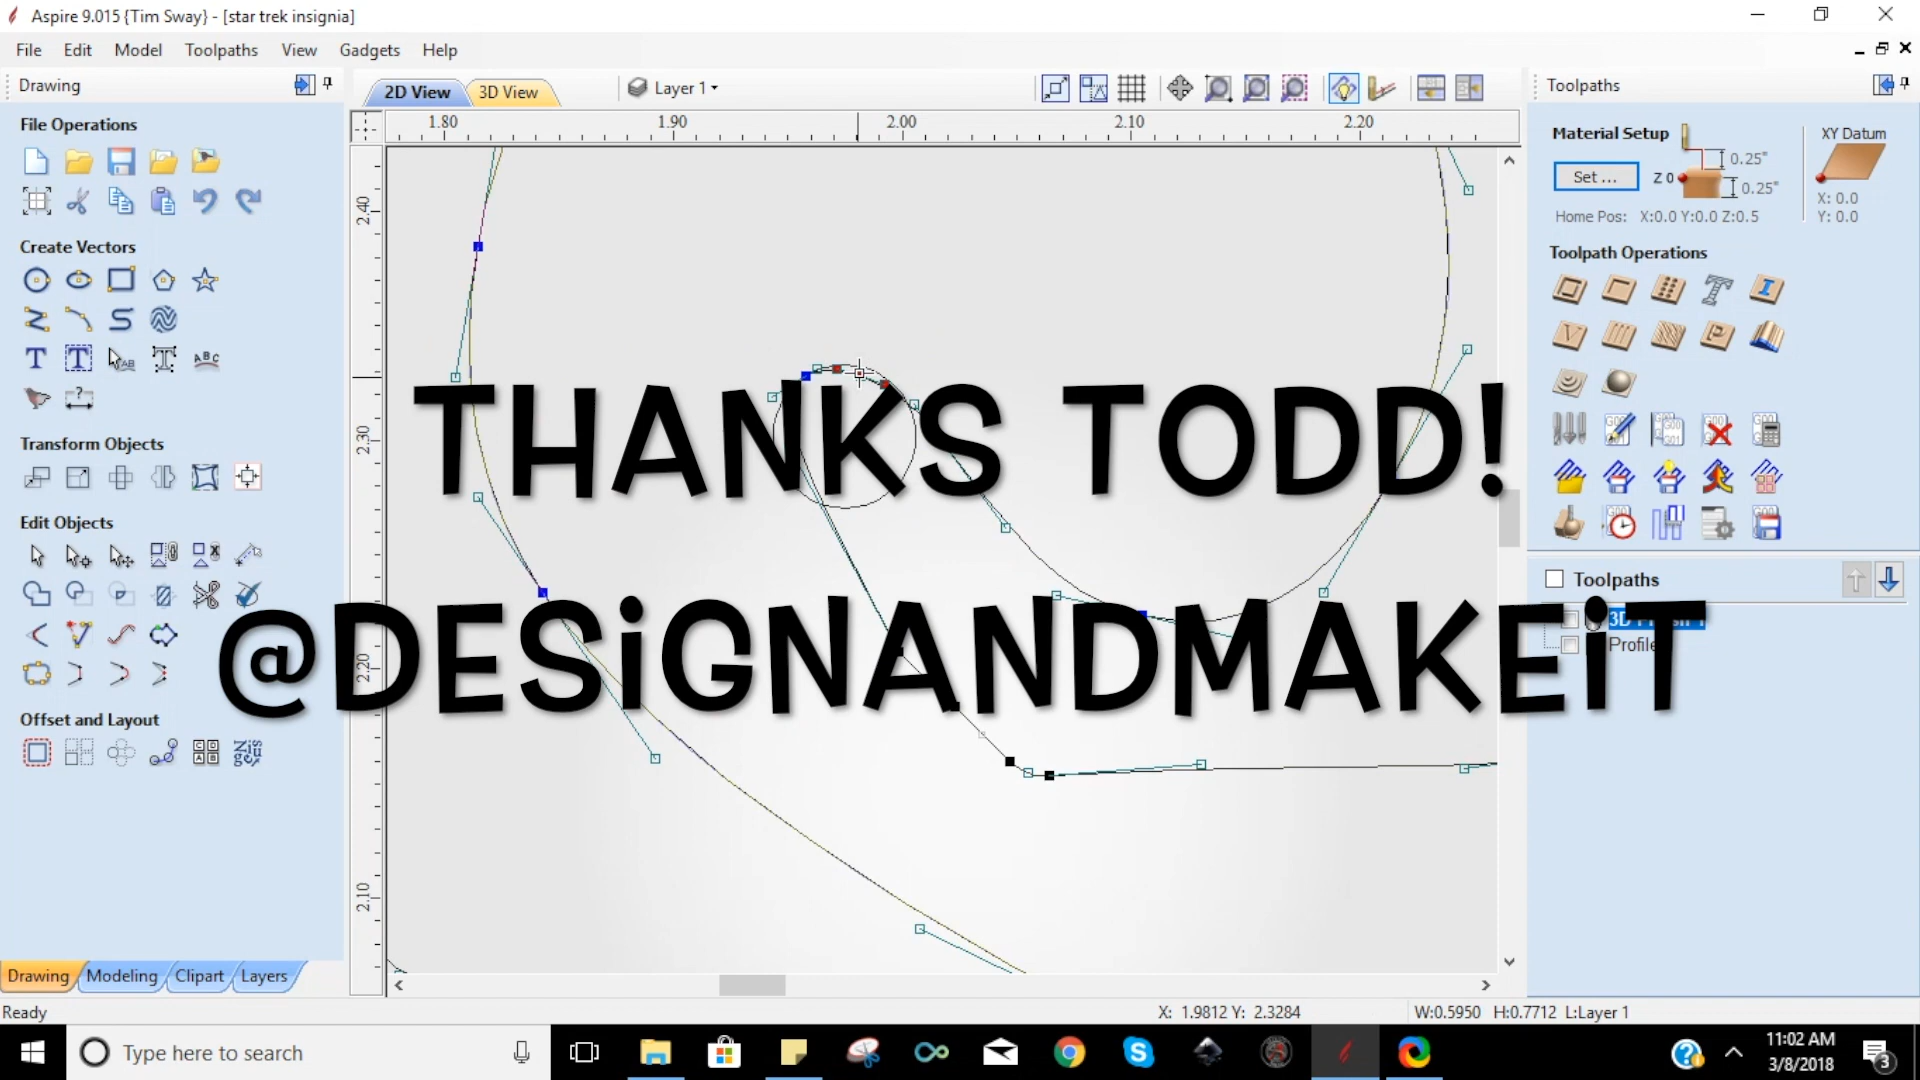 Aspire 9.015 {Tim Sway} - [star trek insignia]
File Edit Model Toolpaths View Gadgets Help
Drawing
2D View 3D View Layer 1
Toolpaths
File Operations
1.80 1.90 2.00 2.10 2.20
Material Setup
XY Datum
0.25"
Set ...
Z 0
0.25"
X: 0.0
Y: 0.0
Home Pos: X:0.0 Y:0.0 Z:0.5
2.40
Create Vectors
Toolpath Operations
Transform Objects
2.30
THANKS TODD!
Edit Objects
Toolpaths
@DESiGNANDMAKEiT
Profile
2.20
Offset and Layout
2.10
Drawing Modeling Clipart Layers
Ready
X: 1.9812 Y: 2.3284
W:0.5950 H:0.7712 L:Layer 1
Type here to search
11:02 AM
3/8/2018
3